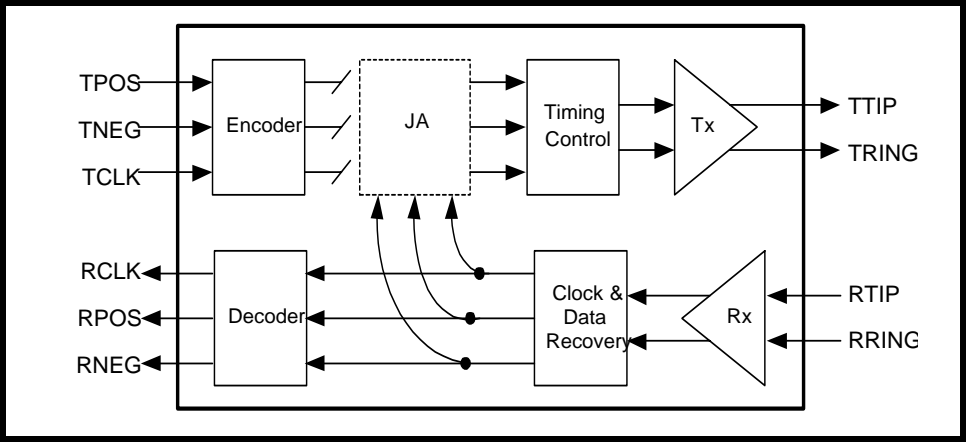 TPOS
TNEG
TCLK
Encoder
JA
Timing
Control
Tx
TTIP
TRING
RCLK
RPOS
RNEG
Decoder
Clock &
Data
Recovery
Rx
RTIP
RRING